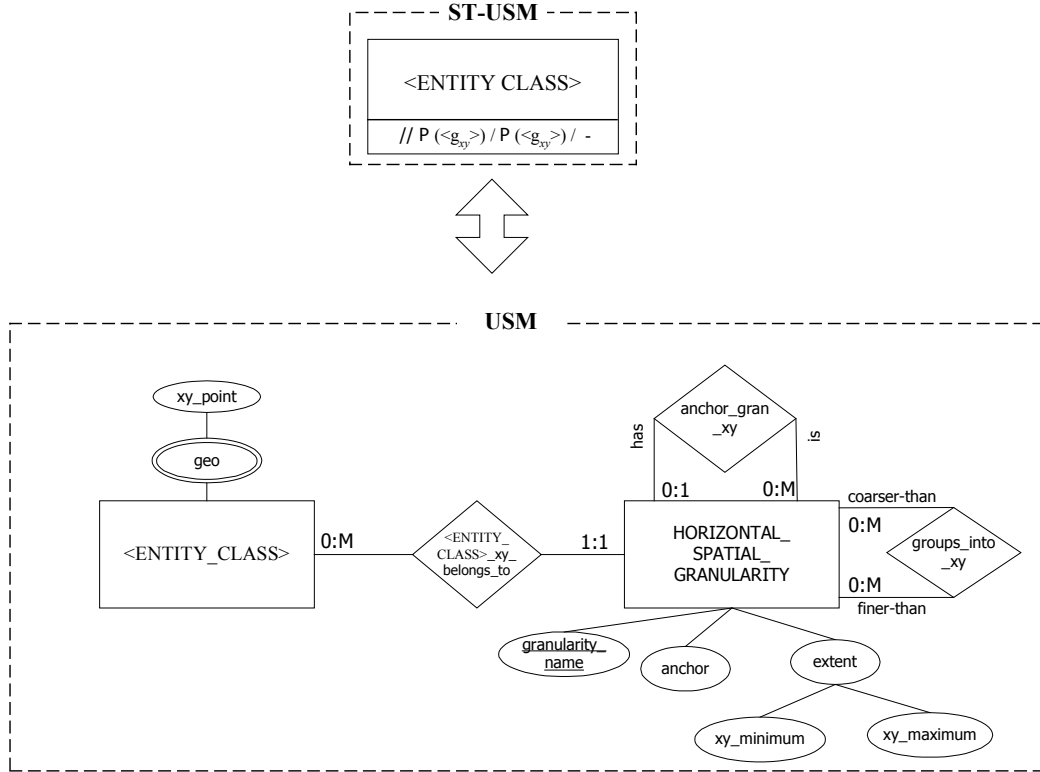 ST-USM
<ENTITY CLASS>
// P (<gxy>) / P (<gxy>) / -
USM
xy_point
geo
<ENTITY_CLASS>
0:M
<ENTITY_
CLASS>_xy_
belongs_to
1:1
has
anchor_gran
_xy
is
0:1
0:M
HORIZONTAL_
SPATIAL_
GRANULARITY
coarser-than
0:M
groups_into
_xy
0:M
finer-than
granularity_
name
anchor
extent
xy_minimum
xy_maximum